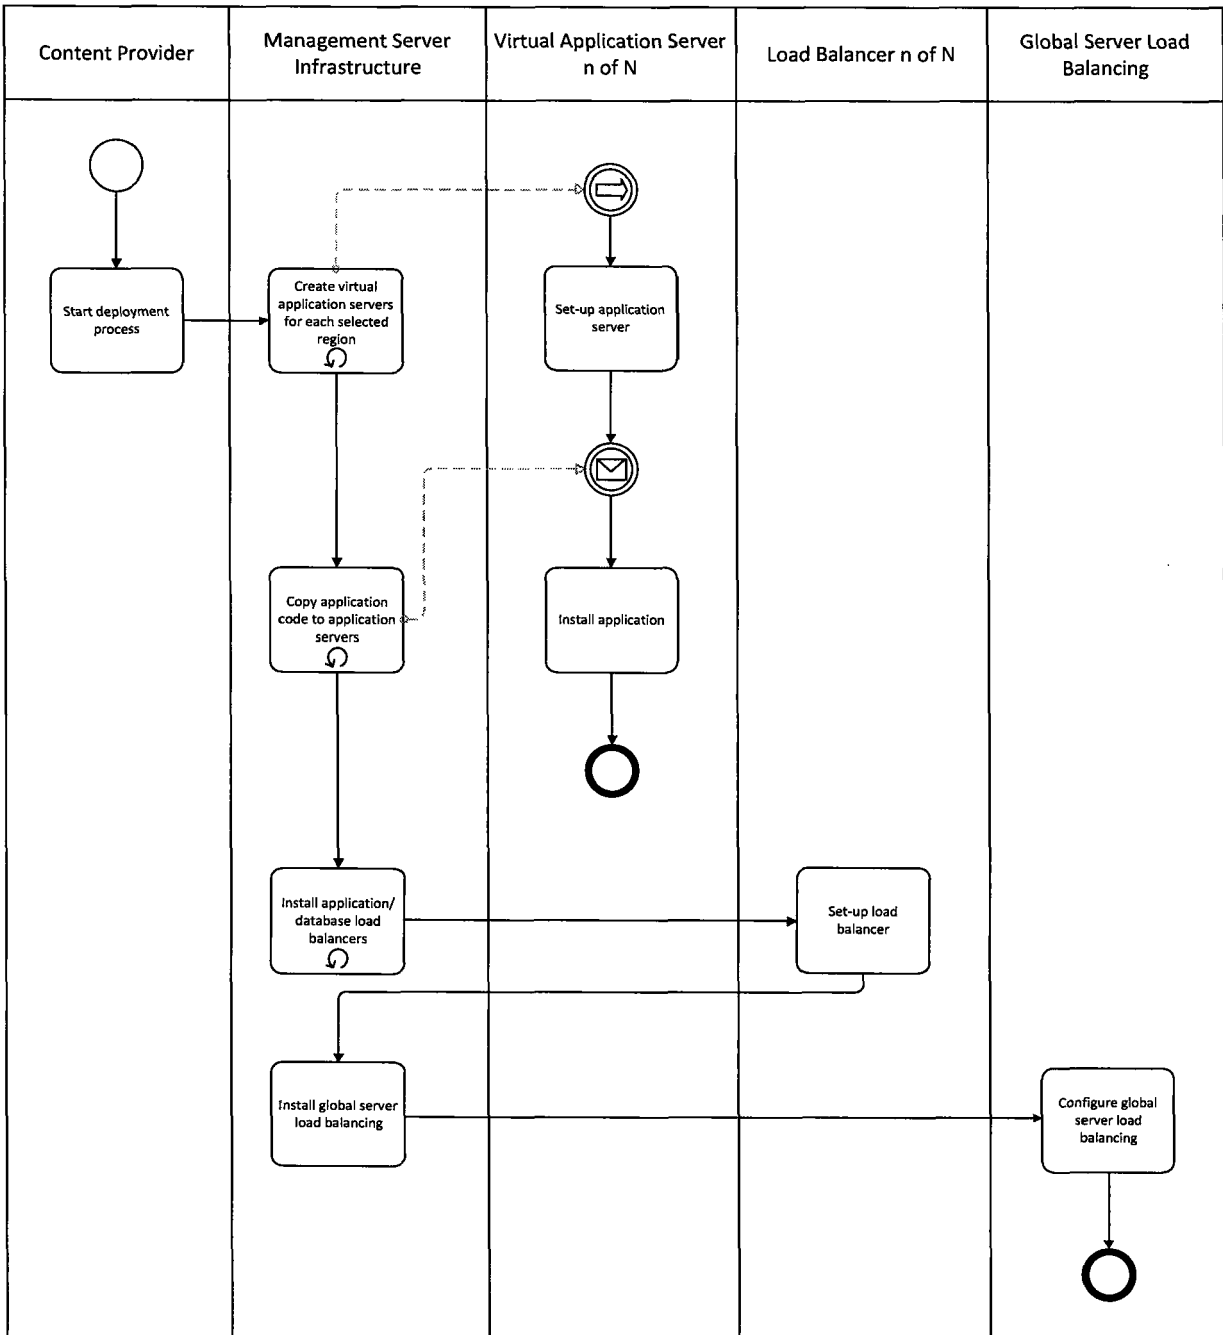 Content Provider
Management Server
Infrastructure
Virtual Application Server
n of N
Load Balancer n of N
Global Server Load
Balancing
Start deployment
process
Create virtual
application servers
for each selected
region
Set-up application
server
Copy application
code to application
servers
Install application
Install application/
database load
balancers
Set-up load
balancer
Install global server
load balancing
Configure global
server load
balancing